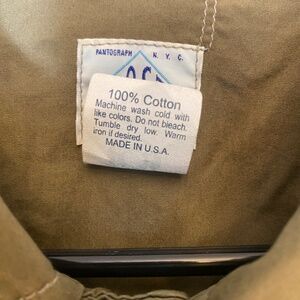 PANTOGRAPH N. Y. C.
100% Cotton
Machine wash cold with
like colors. Do not bleach.
Tumble dry low. Warm
iron if desired.
MADE IN U.S.A.